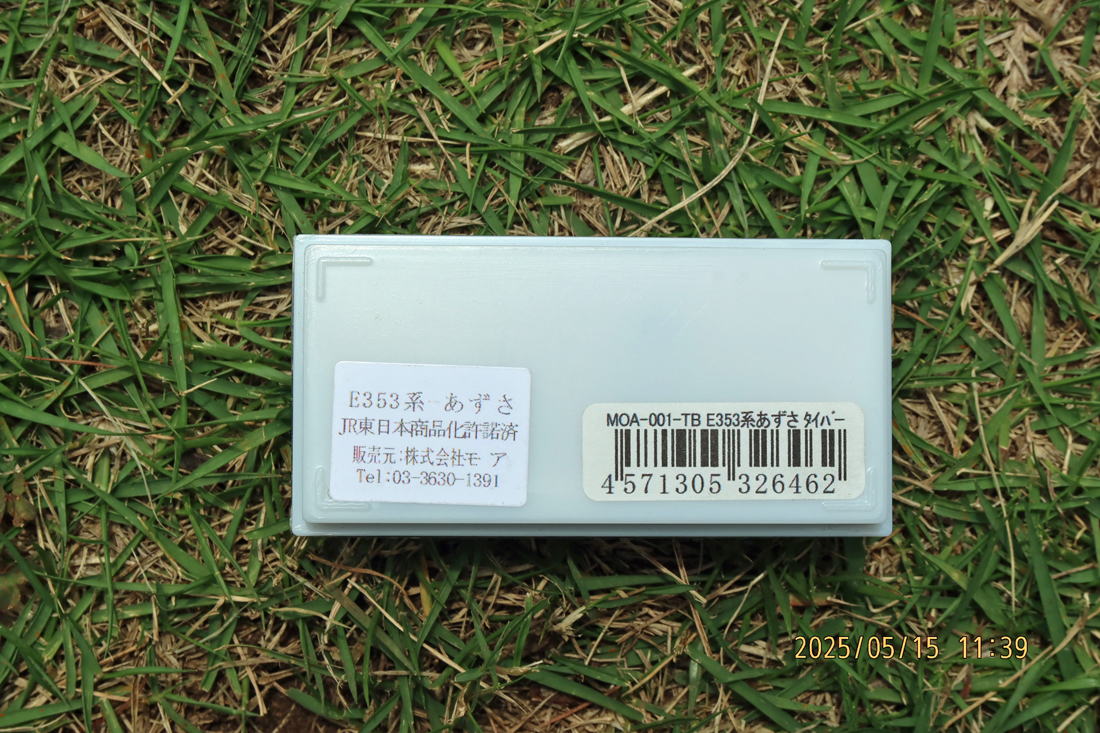 E353系 あずさ
JR東日本商品化許諾済
販売元:株式会社モア
Tel:03-3630-1391
MOA-001-TB E353系あずさ ﾀｲﾊﾞｰ
4 571305 326462
2025/05/15 11:39